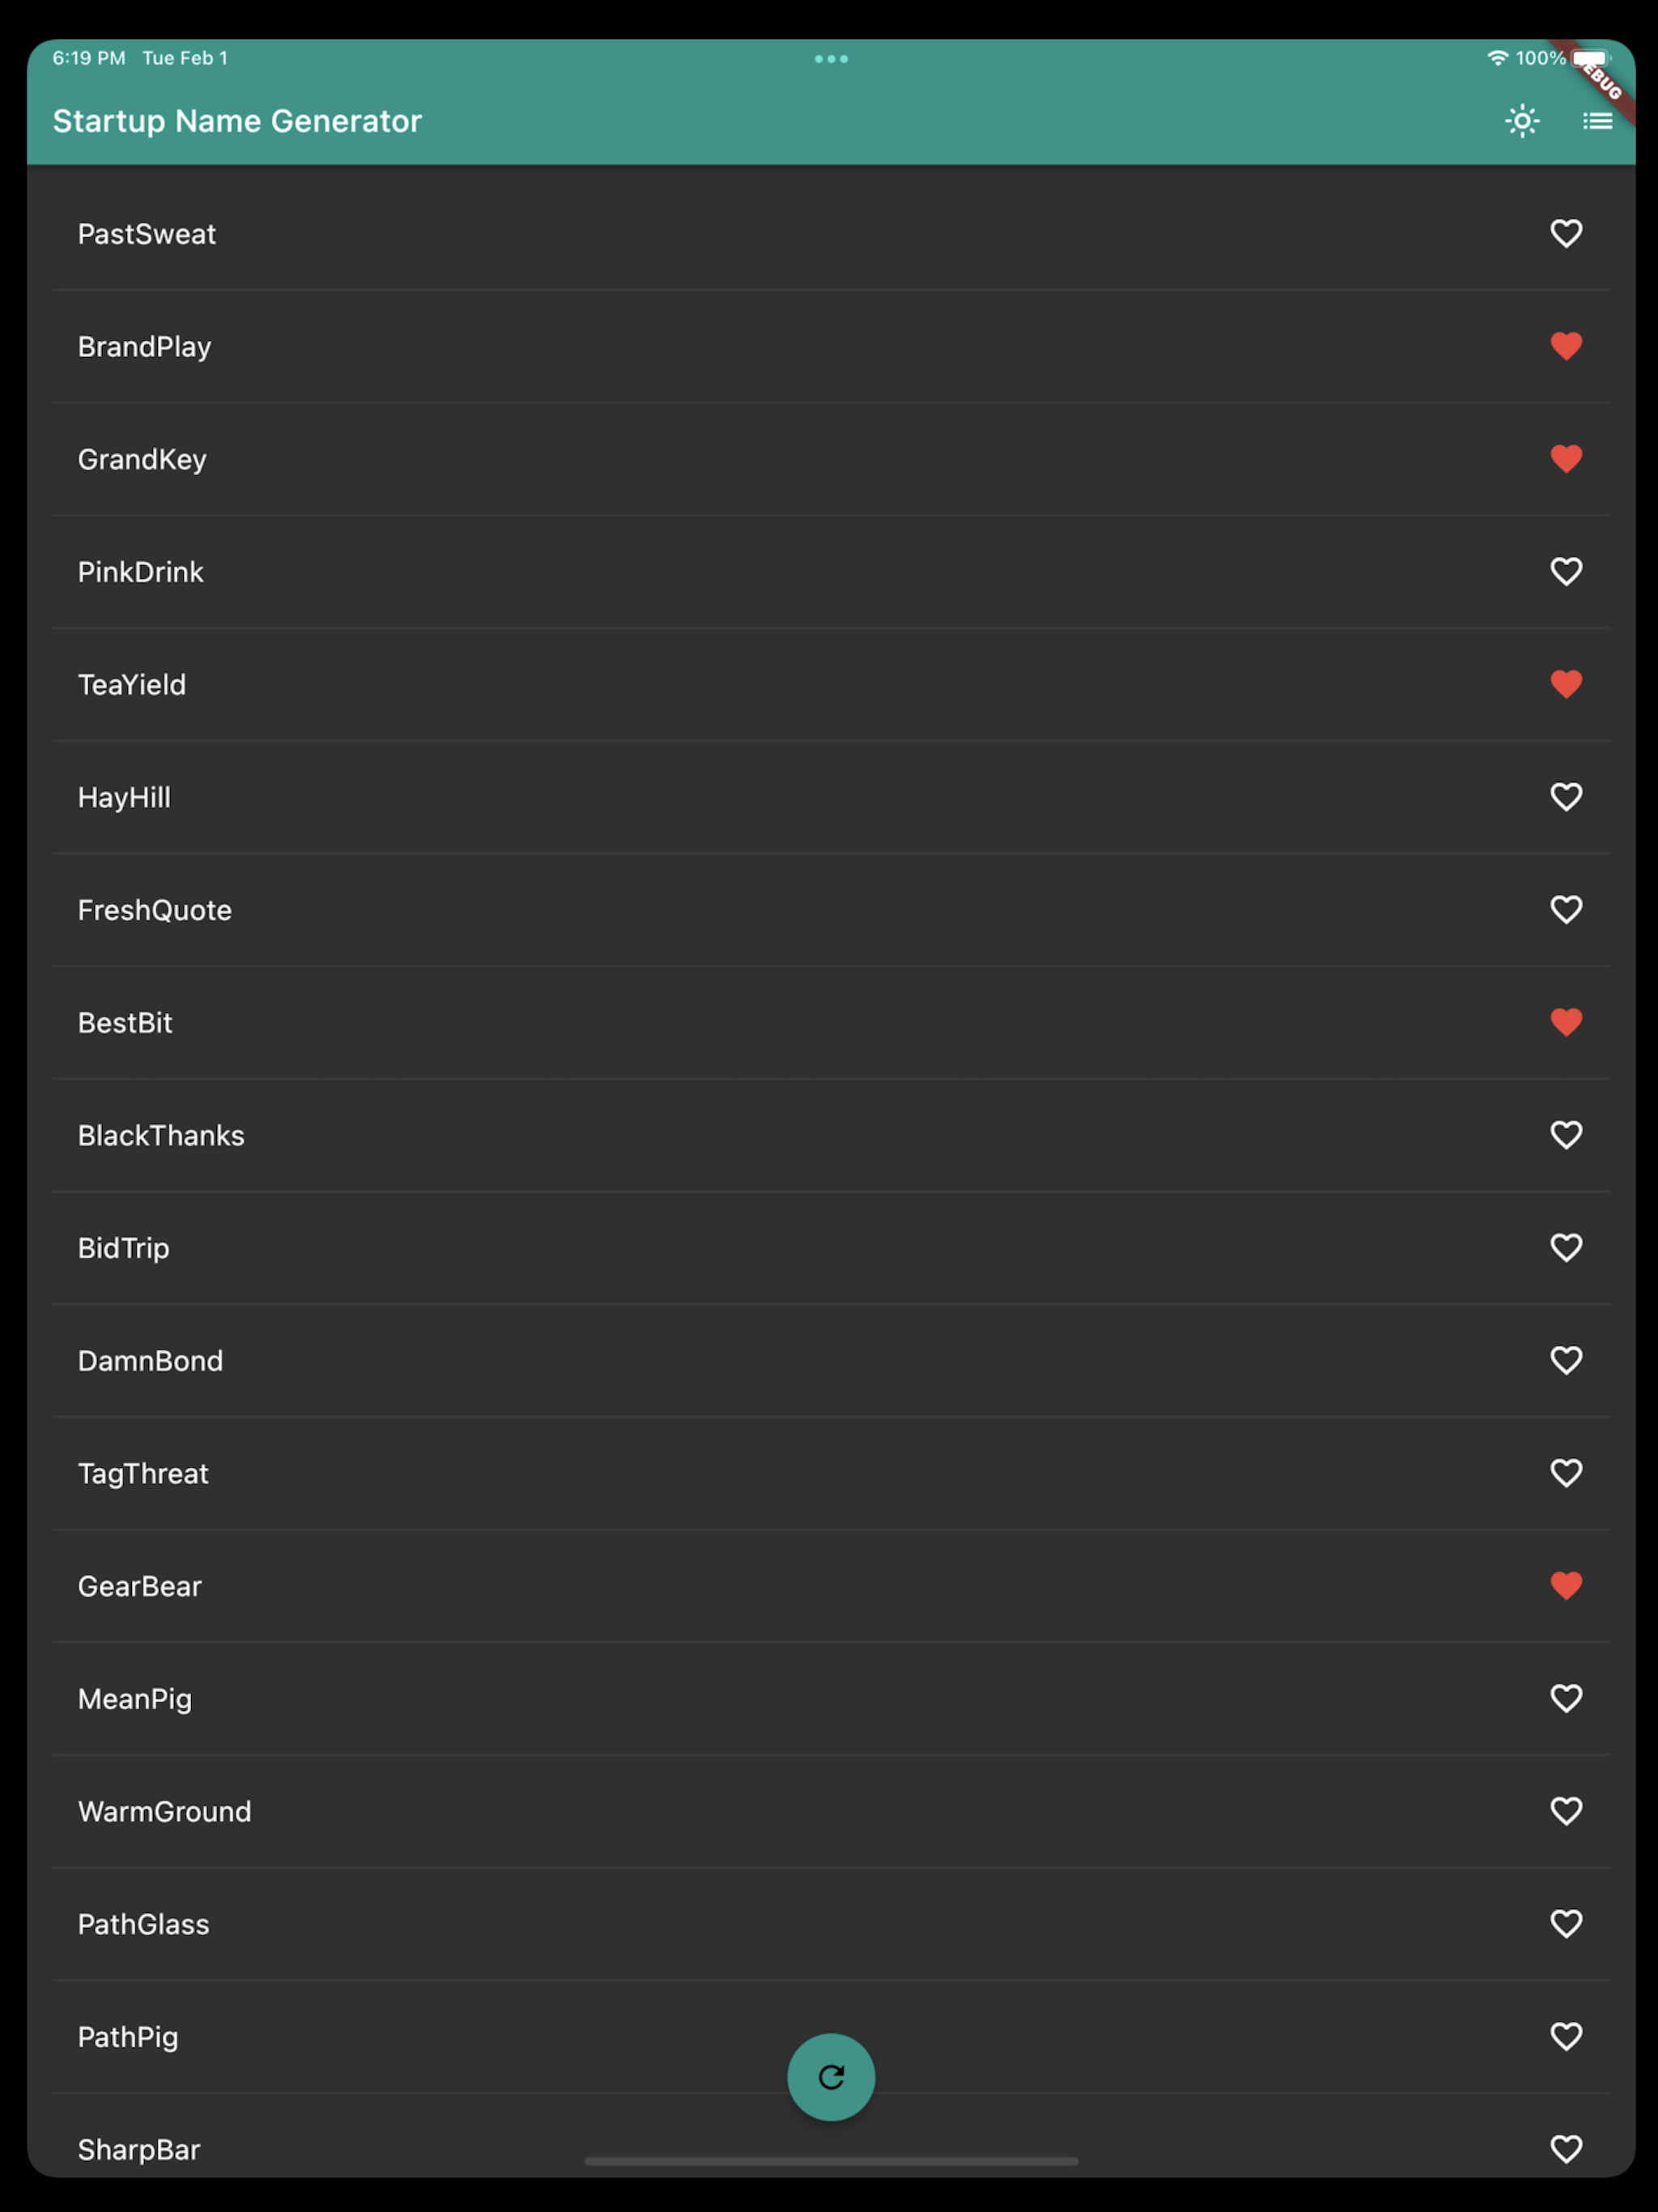 6:19 PM Tue Feb 1
100%
EBUG
Startup Name Generator
PastSweat
BrandPlay
GrandKey
PinkDrink
TeaYield
HayHill
FreshQuote
BestBit
BlackThanks
BidTrip
DamnBond
TagThreat
GearBear
MeanPig
WarmGround
PathGlass
PathPig
SharpBar